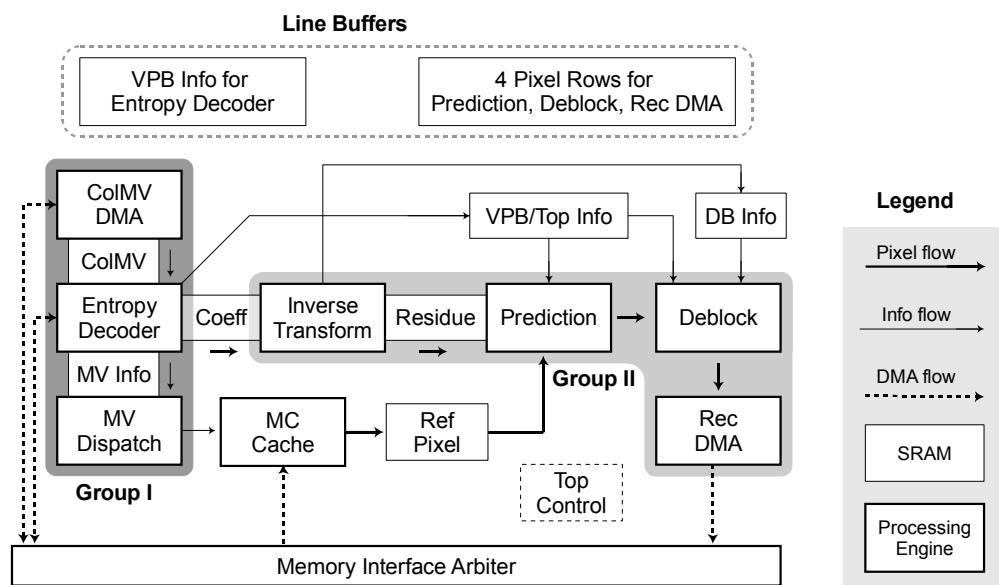 Line Buffers
VPB Info for
Entropy Decoder
4 Pixel Rows for
Prediction, Deblock, Rec DMA
ColMV
DMA
ColMV
Entropy
Decoder
MV Info
MV
Dispatch
Group I
Coeff
Inverse
Transform
Residue
VPB/Top Info
DB Info
Prediction
Deblock
Group II
MC
Cache
Ref
Pixel
Rec
DMA
Top
Control
Memory Interface Arbiter
Legend
Pixel flow
Info flow
DMA flow
SRAM
Processing
Engine